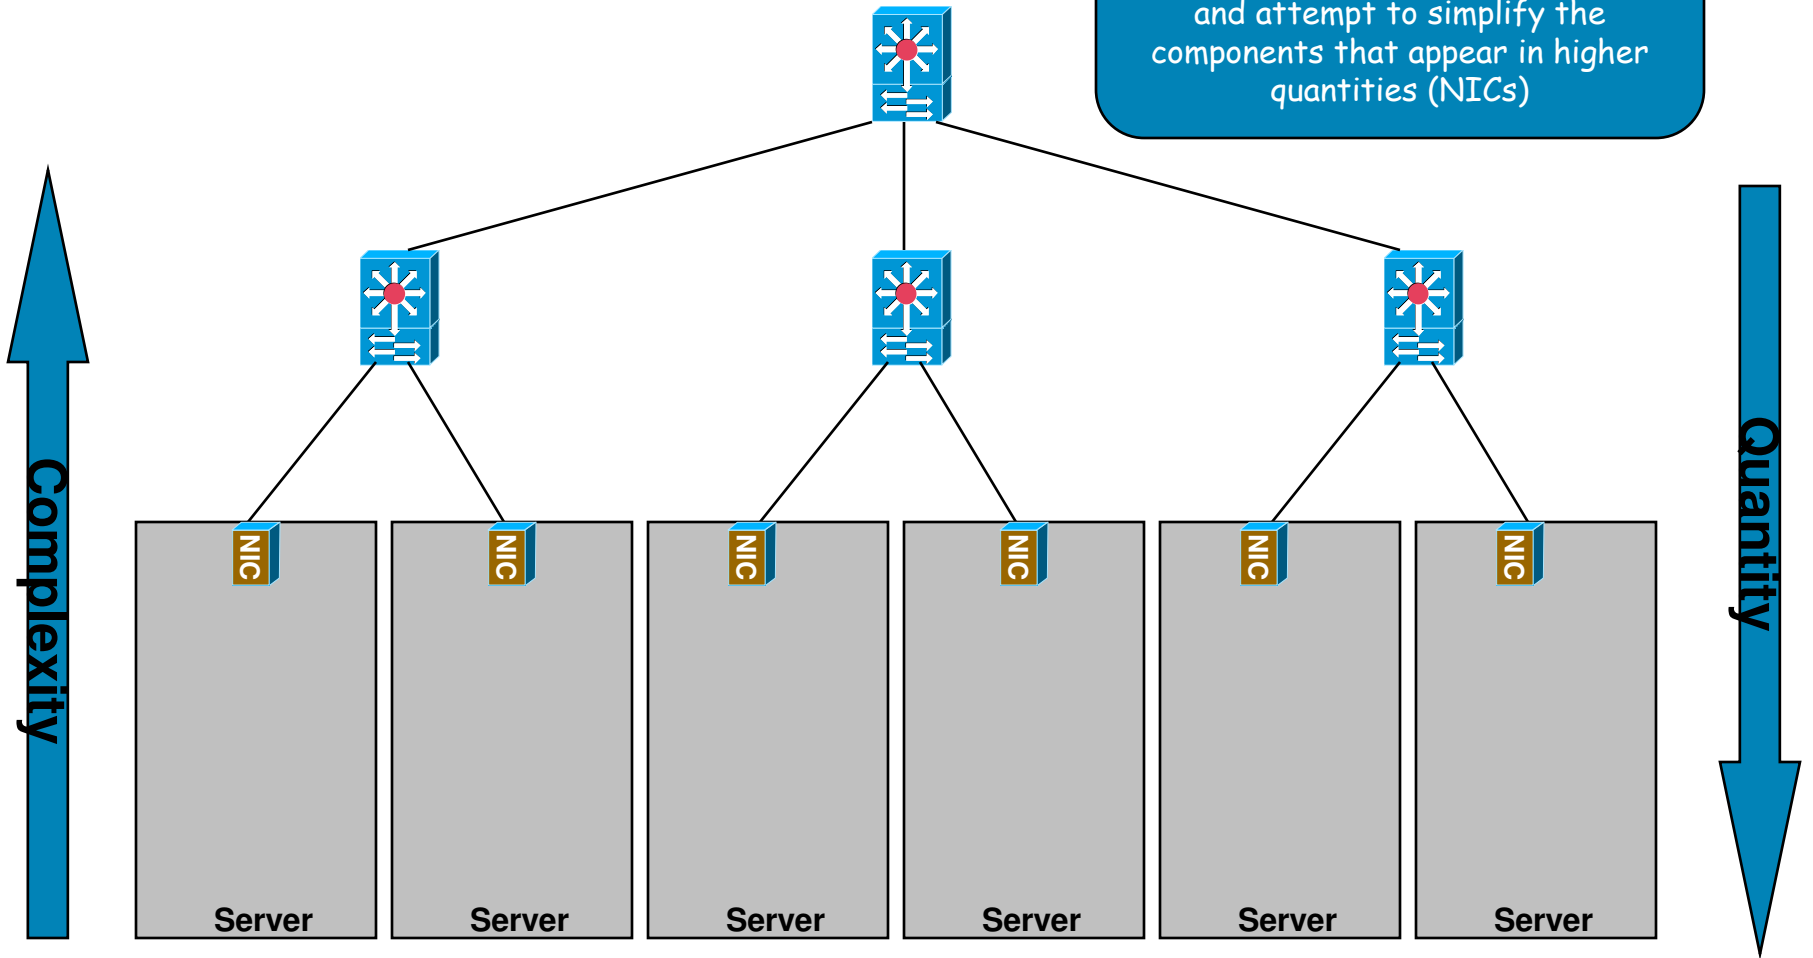 and attempt to simplify the
components that appear in higher
quantities (NICs)
Complexity
Quantity
NIC
NIC
NIC
NIC
NIC
NIC
Server
Server
Server
Server
Server
Server